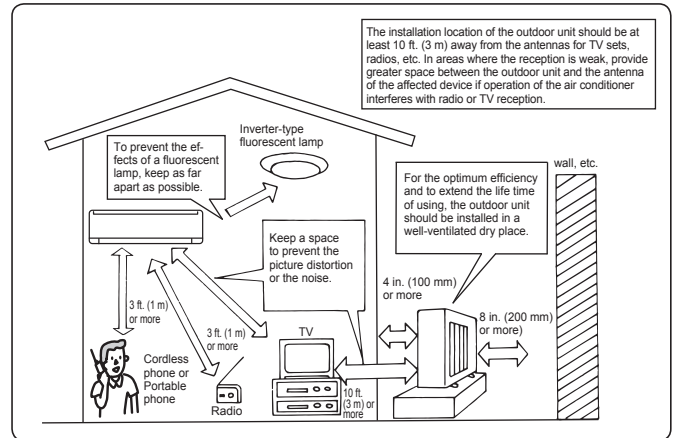 The installation location of the outdoor unit should be at
least 10 ft. (3 m) away from the antennas for TV sets,
radios, etc. In areas where the reception is weak, provide
greater space between the outdoor unit and the antenna
of the affected device if operation of the air conditioner
interferes with radio or TV reception.
Inverter-type
fluorescent lamp
To prevent the ef-
fects of a fluorescent
lamp, keep as far
apart as possible.
wall, etc.
For the optimum efficiency
and to extend the life time
of using, the outdoor unit
should be installed in a
well-ventilated dry place.
Keep a space
to prevent the
picture distortion
or the noise.
4 in. (100 mm)
or more
8 in. (200 mm)
or more)
3 ft. (1 m)
or more
3 ft. (1 m)
or more
TV
Cordless
phone or
Portable
phone
Radio
10 ft.
(3 m) or
more